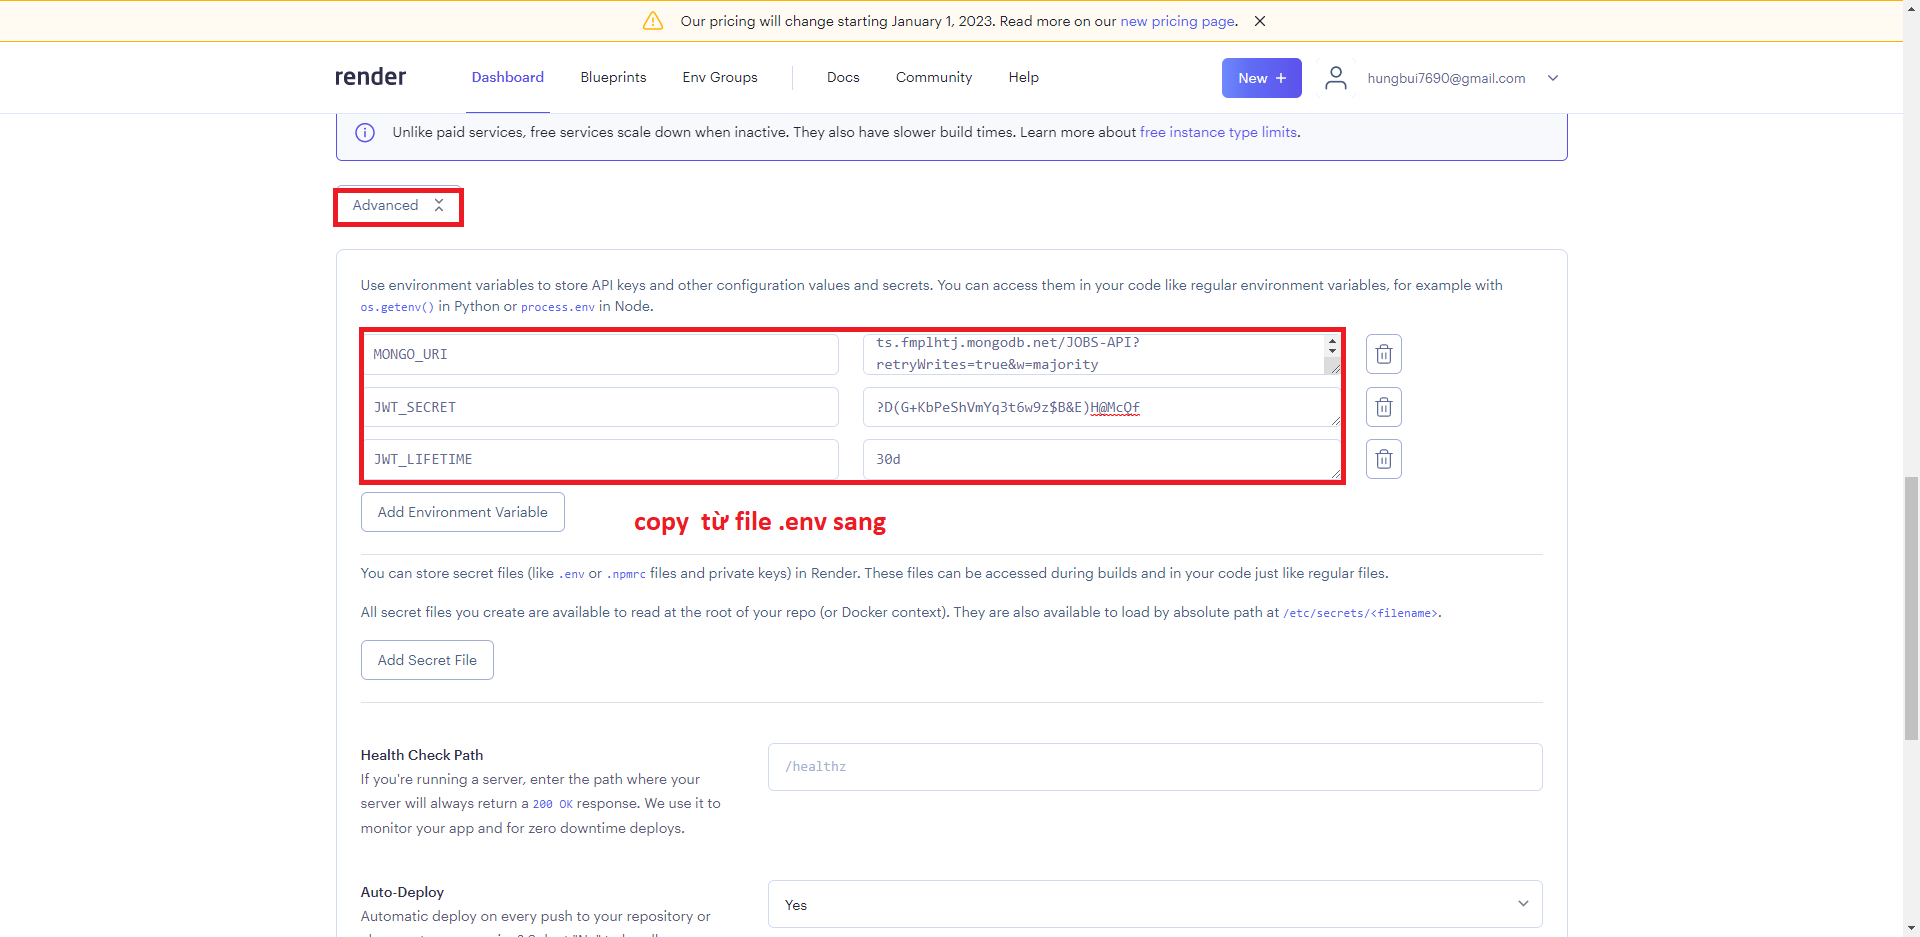 Our pricing will change starting January 1, 2023. Read more on our new pricing page.
render
Dashboard
Blueprints
Env Groups
Docs
Community
Help
New +
hungbui7690@gmail.com
Unlike paid services, free services scale down when inactive. They also have slower build times. Learn more about free instance type limits.
Advanced
Use environment variables to store API keys and other configuration values and secrets. You can access them in your code like regular environment variables, for example with
os.getenv() in Python or process.env in Node.
MONGO_URI
ts.fmplhtj.mongodb.net/JOBS-API?
retryWrites=true&w=majority
JWT_SECRET
?D(G+KbPeShVmYq3t6w9z$B&E)H@McQf
JWT_LIFETIME
30d
Add Environment Variable
copy từ file .env sang
You can store secret files (like .env or .npmrc files and private keys) in Render. These files can be accessed during builds and in your code just like regular files.
All secret files you create are available to read at the root of your repo (or Docker context). They are also available to load by absolute path at /etc/secrets/<filename>.
Add Secret File
Health Check Path
If you're running a server, enter the path where your
server will always return a 200 OK response. We use it to
monitor your app and for zero downtime deploys.
/healthz
Auto-Deploy
Automatic deploy on every push to your repository or
Yes